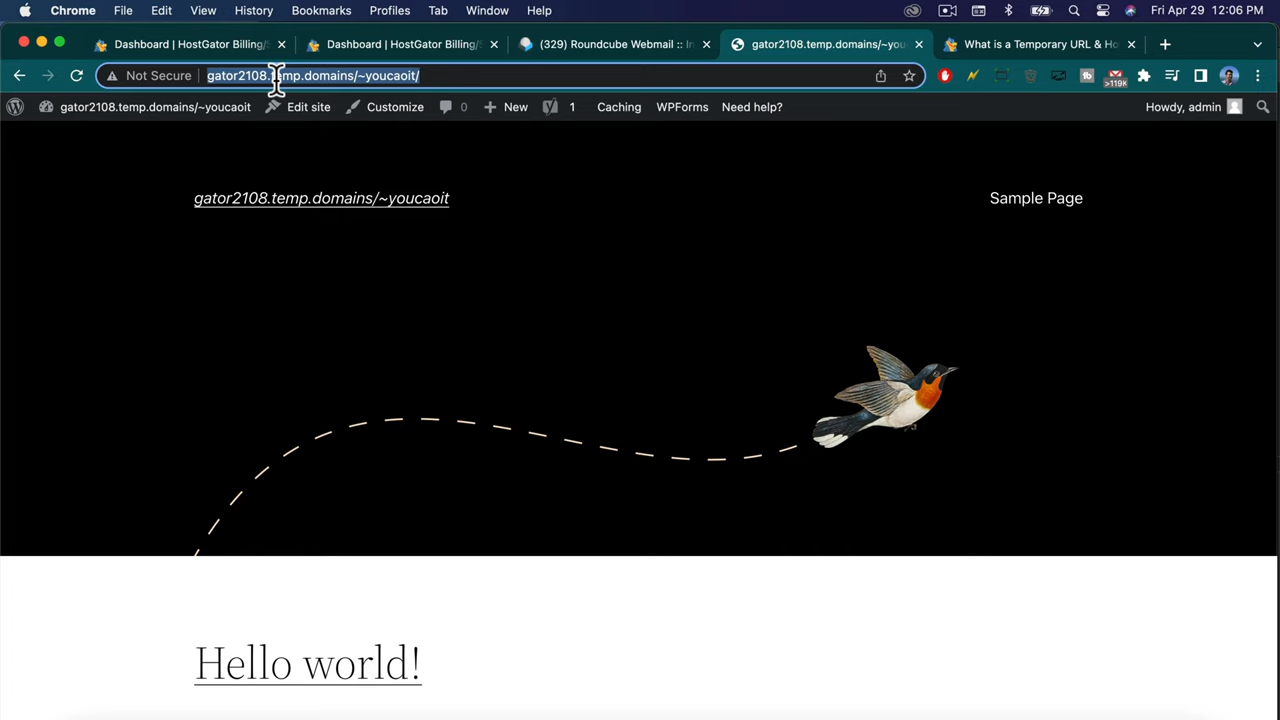 Chrome File Edit View History Bookmarks Profiles Tab Window Help Fri Apr 29 12:06 PM
Dashboard | HostGator Billing/S Dashboard | HostGator Billing/S (329) Roundcube Webmail :: In gator2108.temp.domains/~you What is a Temporary URL & Ho
Not Secure gator2108.temp.domains/~youcaoit/ >119K
gator2108.temp.domains/~youcaoit Edit site Customize New 1 Caching WPForms Need help? Howdy, admin
gator2108.temp.domains/~youcaoit Sample Page
Hello world!